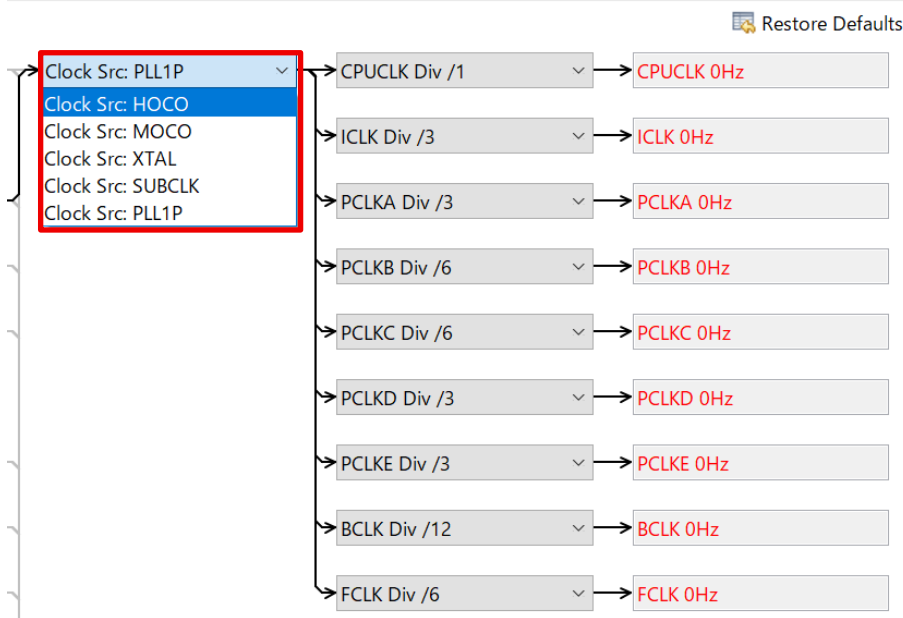 Restore Defaults
Clock Src: PLL1P
Clock Src: HOCO
Clock Src: MOCO
Clock Src: XTAL
Clock Src: SUBCLK
Clock Src: PLL1P
CPUCLK Div /1
CPUCLK 0Hz
ICLK Div /3
ICLK 0Hz
PCLKA Div /3
PCLKA 0Hz
PCLKB Div /6
PCLKB 0Hz
PCLKC Div /6
PCLKC 0Hz
PCLKD Div /3
PCLKD 0Hz
PCLKE Div /3
PCLKE 0Hz
BCLK Div /12
BCLK 0Hz
FCLK Div /6
FCLK 0Hz